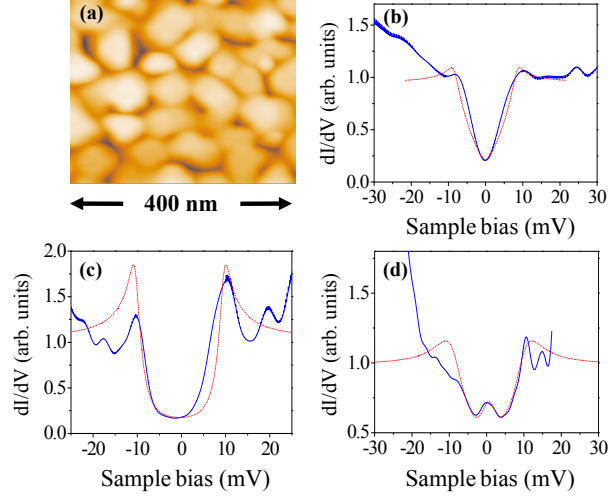 (a)
400 nm
(b)
dI/dV (arb. units)
1.5
1.0
0.5
0.0
-30 -20 -10 0 10 20 30
Sample bias (mV)
(c)
dI/dV (arb. units)
2.0
1.5
1.0
0.5
0.0
-20 -10 0 10 20
Sample bias (mV)
(d)
dI/dV (arb. units)
1.5
1.0
0.5
-30 -20 -10 0 10 20 30
Sample bias (mV)